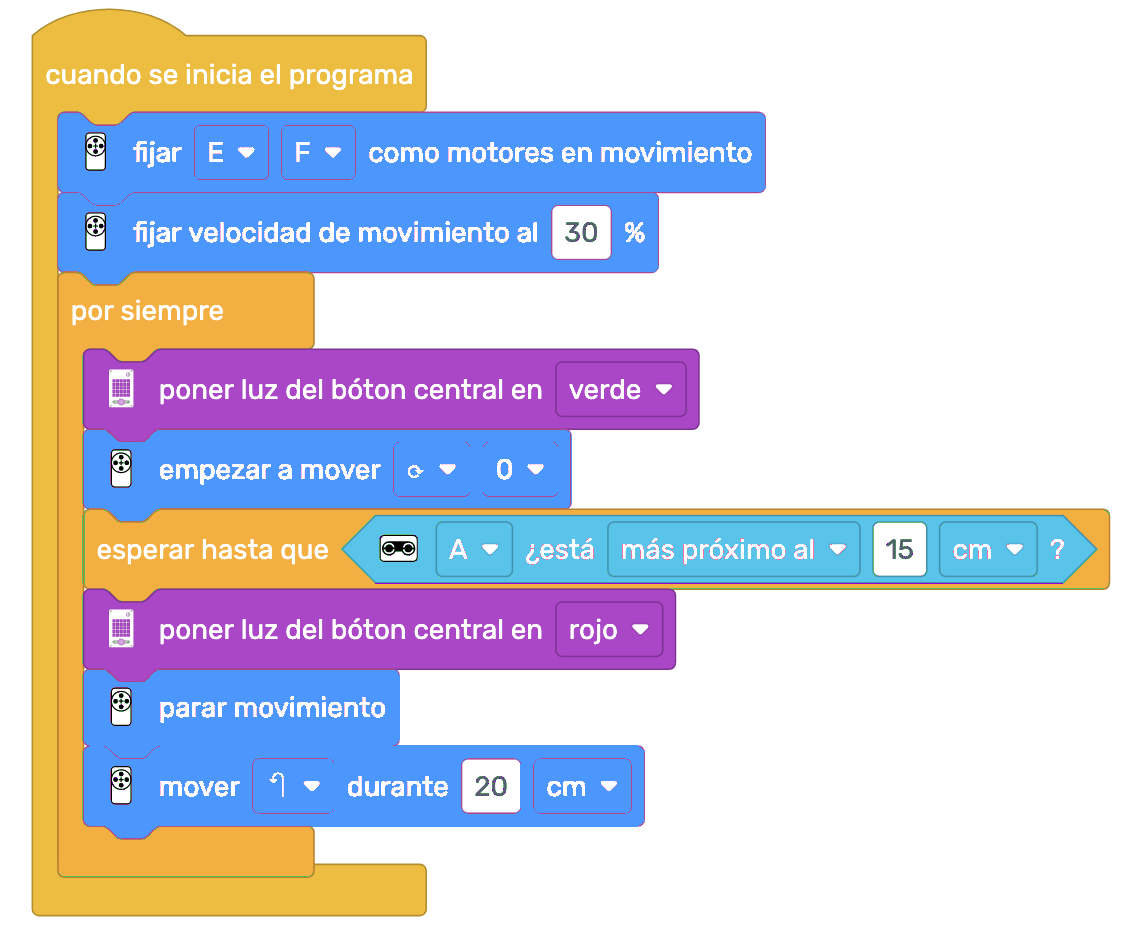 cuando se inicia el programa
fijar E F como motores en movimiento
fijar velocidad de movimiento al 30 %
por siempre
poner luz del bóton central en verde
empezar a mover 0
esperar hasta que A ¿está más próximo al 15 cm ?
poner luz del bóton central en rojo
parar movimiento
mover durante 20 cm